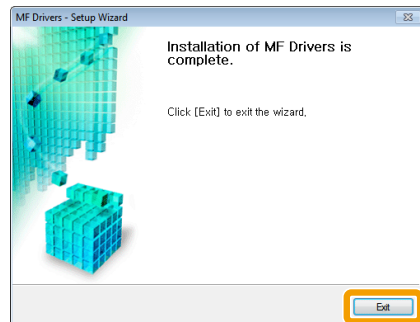 MF Drivers - Setup Wizard
Installation of MF Drivers is
complete.
Click [Exit] to exit the wizard.
Exit